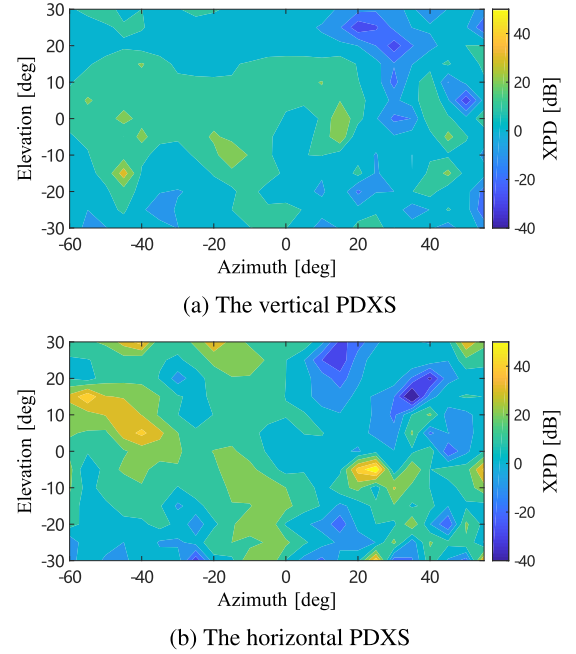 30
20
10
0
-10
-20
-30
Elevation [deg]
-60 -40 -20 0 20 40
Azimuth [deg]
40
20
0
-20
-40
XPD [dB]
(a) The vertical PDXS
30
20
10
0
-10
-20
-30
Elevation [deg]
-60 -40 -20 0 20 40
Azimuth [deg]
40
20
0
-20
-40
XPD [dB]
(b) The horizontal PDXS